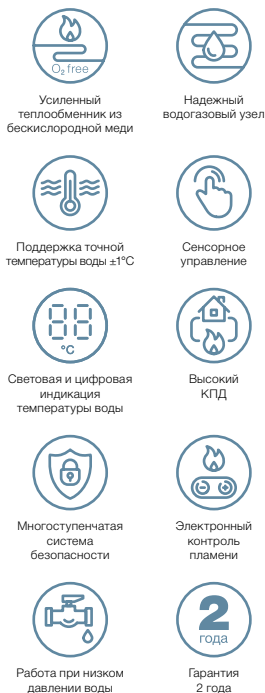 O₂ free
Усиленный
теплообменник из
бескислородной меди
Надежный
водогазовый узел
Поддержка точной
температуры воды ±1°C
Сенсорное
управление
88
°C
Световая и цифровая
индикация
температуры воды
Высокий
КПД
Многоступенчатая
система
безопасности
Электронный
контроль
пламени
Работа при низком
давлении воды
2
года
Гарантия
2 года